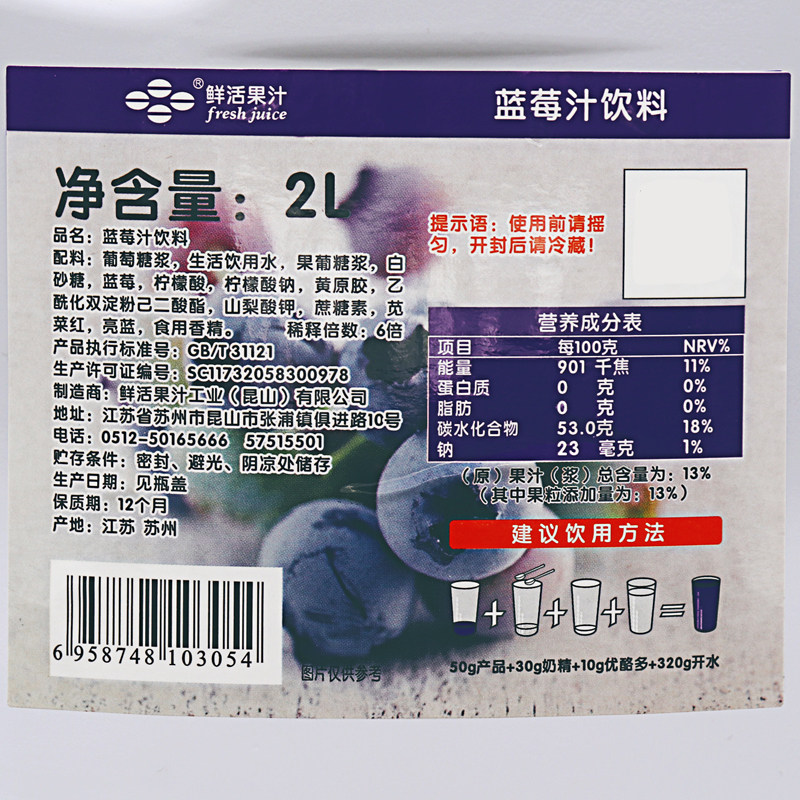 鲜活果汁
fresh juice
蓝莓汁饮料
净含量：2L
品名：蓝莓汁饮料
配料：葡萄糖浆，生活饮用水，果葡糖浆，白
砂糖，蓝莓，柠檬酸，柠檬酸钠，黄原胶，乙
酰化双淀粉己二酸酯，山梨酸钾，蔗糖素，苋
菜红，亮蓝，食用香精。 稀释倍数：6倍
产品执行标准号：GB/T31121
生产许可证编号：SC11732058300978
制造商：鲜活果汁工业（昆山）有限公司
地址：江苏省苏州市昆山市张浦镇俱进路10号
电话：0512-50165666 57515501
贮存条件：密封、避光、阴凉处储存
生产日期：见瓶盖
保质期：12个月
产地：江苏 苏州
6 958748 103054
图片仅供参考
提示语：使用前请摇
匀，开封后请冷藏！
营养成分表
项目 每100克 NRV%
能量 901 千焦 11%
蛋白质 0 克 0%
脂肪 0 克 0%
碳水化合物 53.0克 18%
钠 23 毫克 1%
（原）果汁（浆）总含量为：13%
（其中果粒添加量为：13%）
建议饮用方法
50g产品+30g奶精+10g优酪多+320g开水